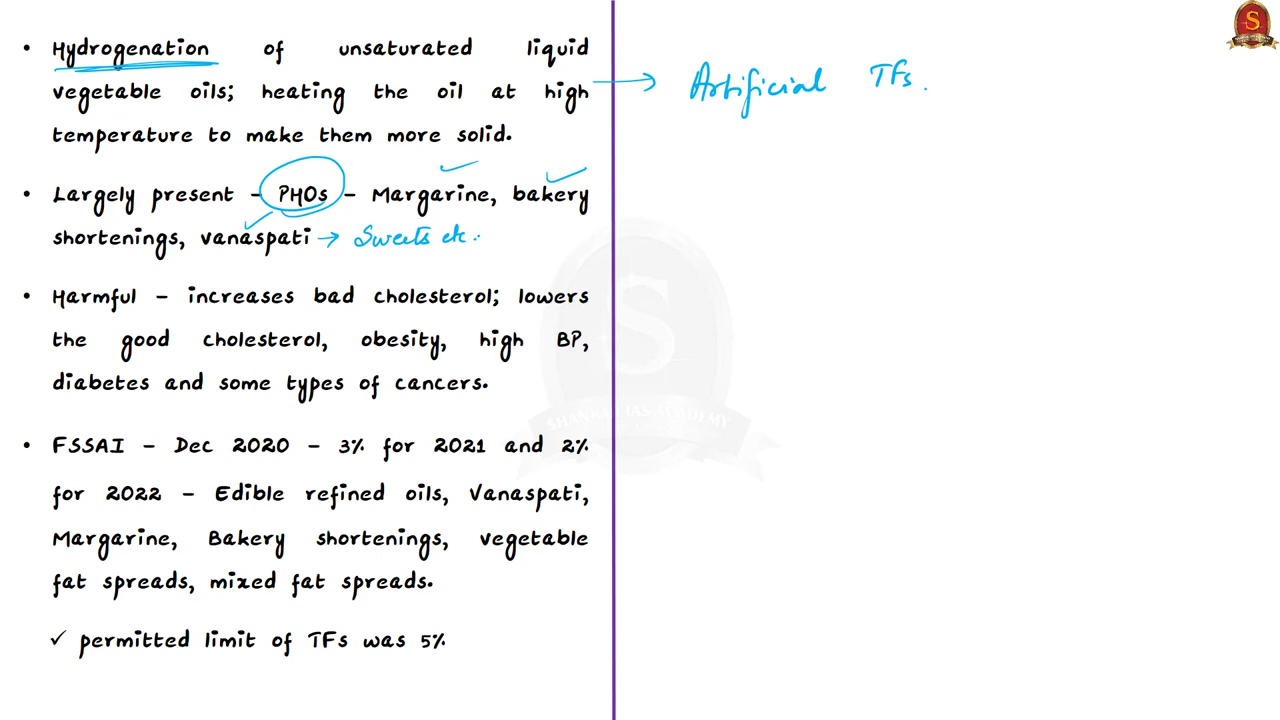 • Hydrogenation of unsaturated liquid
vegetable oils; heating the oil at high
temperature to make them more solid.
→ Artificial TFs.
• Largely present - PHOs - Margarine, bakery
shortenings, vanaspati → Sweets etc.
• Harmful - increases bad cholesterol; lowers
the good cholesterol, obesity, high BP,
diabetes and some types of cancers.
• FSSAI - Dec 2020 - 3% for 2021 and 2%
for 2022 - Edible refined oils, Vanaspati,
Margarine, Bakery shortenings, vegetable
fat spreads, mixed fat spreads.
✓ permitted limit of TFs was 5%
S
SHANKAR IAS ACADEMY
S